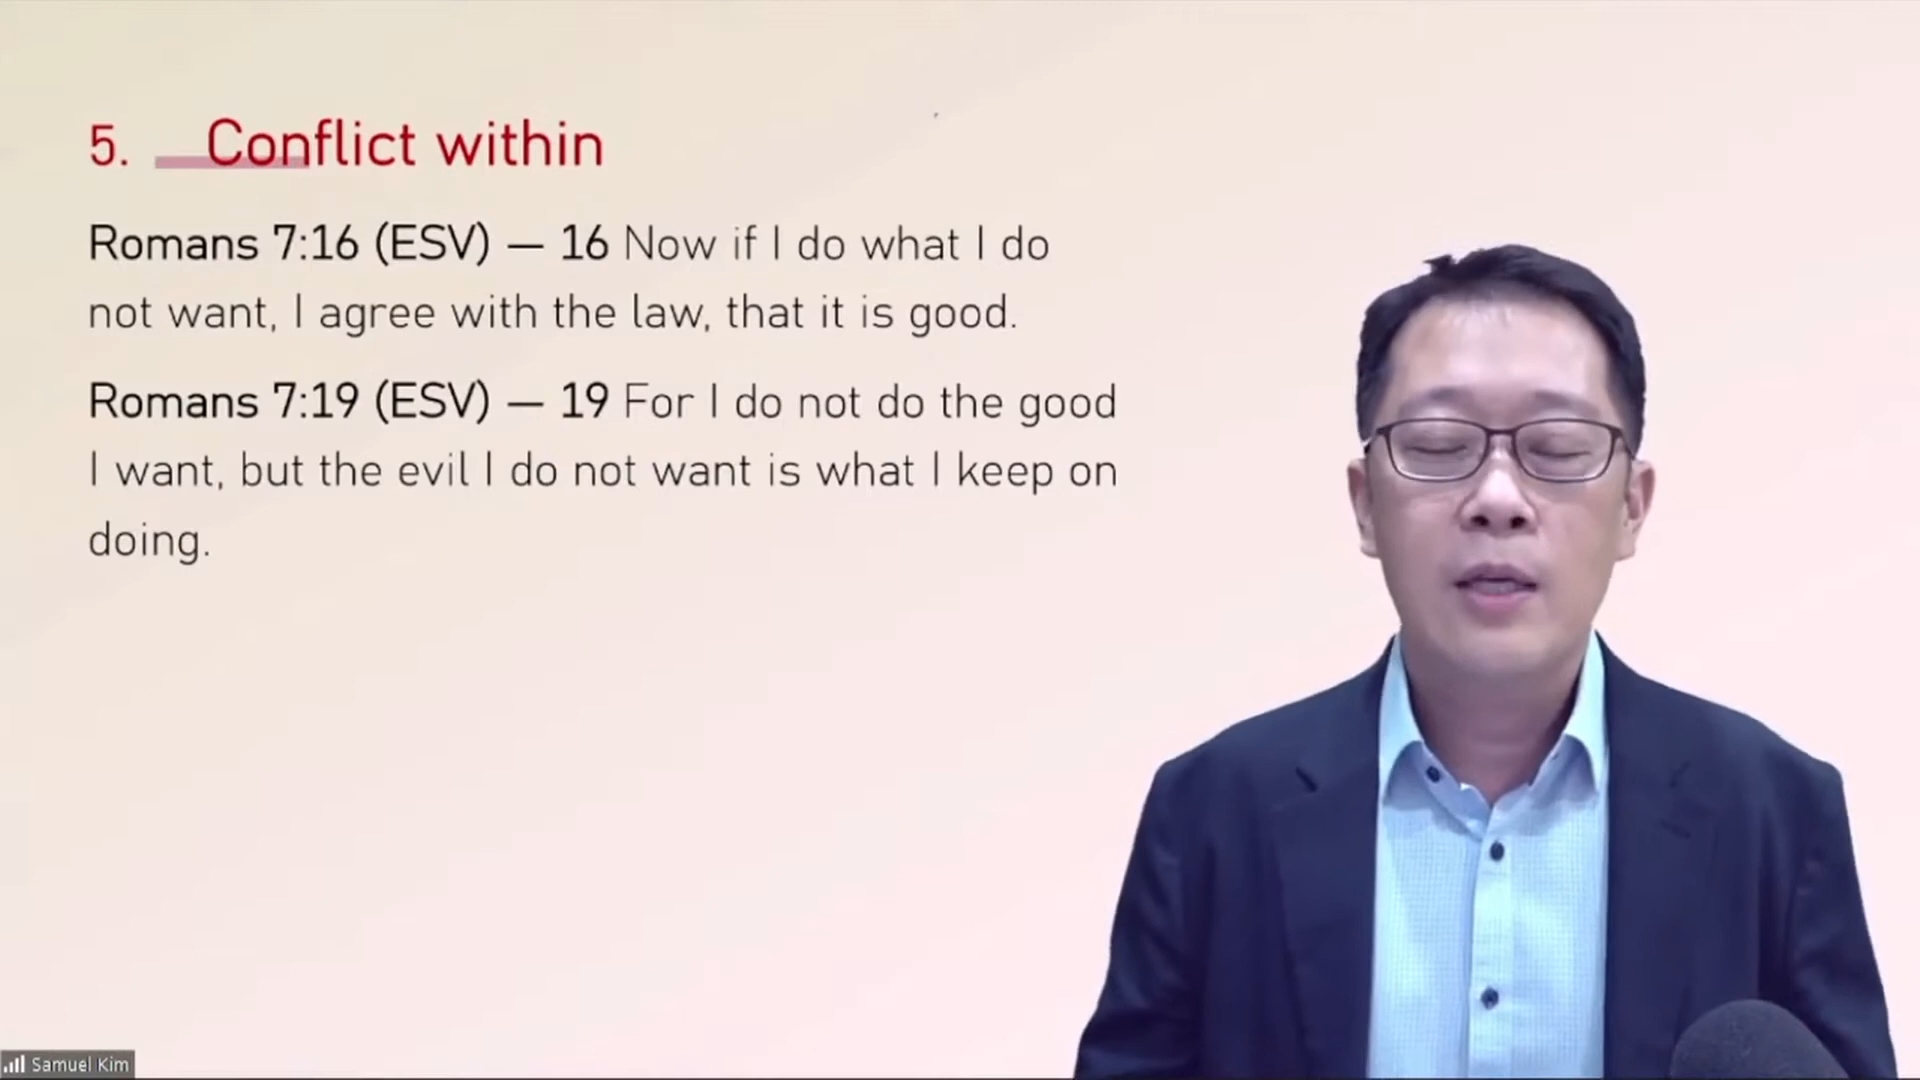 5. Conflict within
Romans 7:16 (ESV) — 16 Now if I do what I do
not want, I agree with the law, that it is good.
Romans 7:19 (ESV) — 19 For I do not do the good
I want, but the evil I do not want is what I keep on
doing.
Samuel Kim